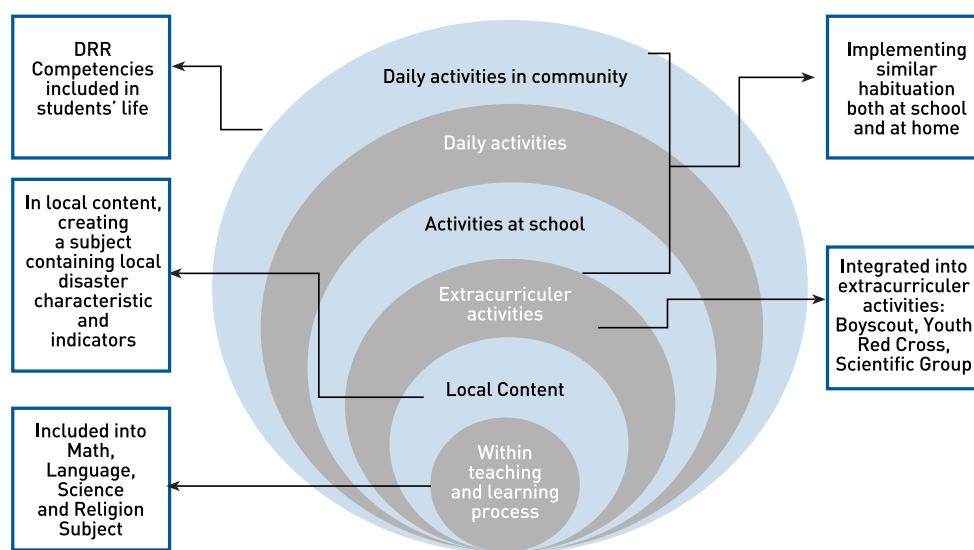 DRR
Competencies
included in
students' life
In local content,
creating
a subject
containing local
disaster
characteristic
and
indicators
Included into
Math,
Language,
Science
and Religion
Subject
Daily activities in community
Daily activities
Activities at school
Extracurriculer
activities
Local Content
Within
teaching
and learning
process
Implementing
similar
habituation
both at school
and at home
Integrated into
extracurriculer
activities:
Boyscout, Youth
Red Cross,
Scientific Group